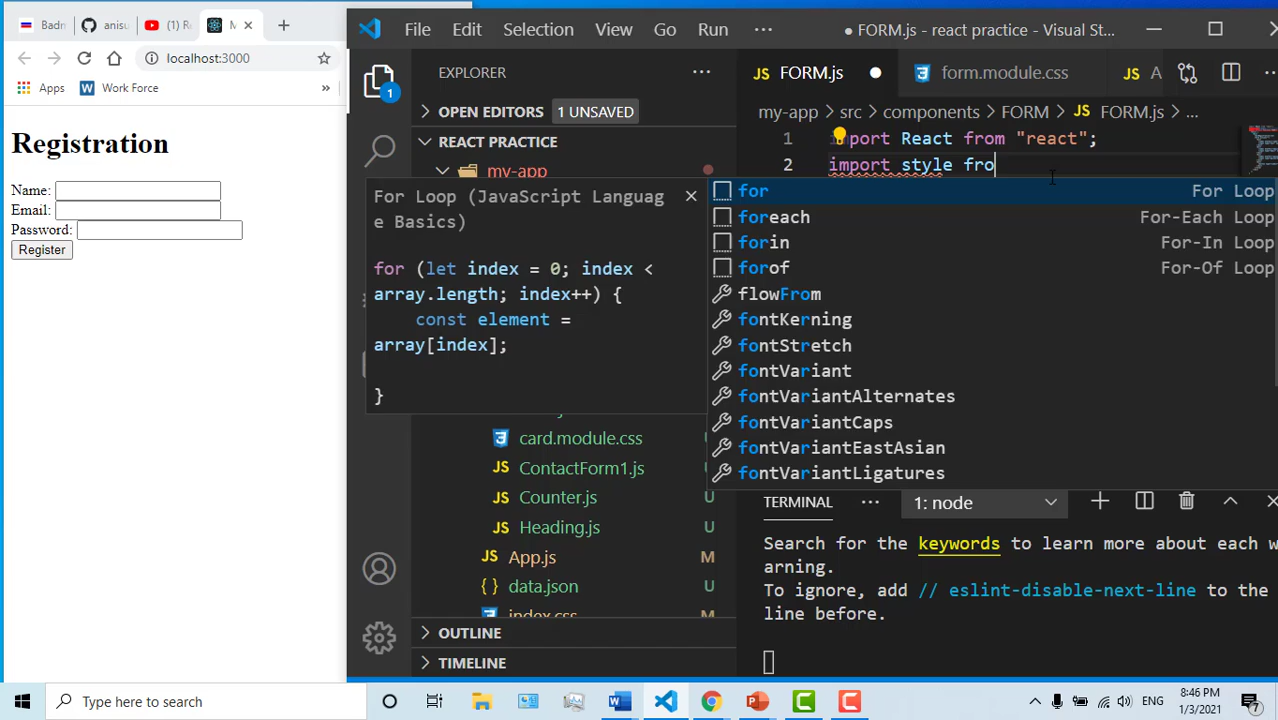 Badr
anisu
(1) R
M
localhost:3000
Apps
Work Force
»
Registration
Name:
Email:
Password:
Register
File Edit Selection View Go Run ···
● FORM.js - react practice - Visual St...
EXPLORER ···
1
OPEN EDITORS 1 UNSAVED
REACT PRACTICE
my-app
JS FORM.js ●
form.module.css
JS A
···
my-app > src > components > FORM > JS FORM.js > ...
1 import React from "react";
2 import style fro
For Loop (JavaScript Languag
e Basics)
for (let index = 0; index <
array.length; index++) {
const element =
array[index];
}
for For Loop
foreach For-Each Loop
forin For-In Loop
forof For-Of Loop
flowFrom
fontKerning
fontStretch
fontVariant
fontVariantAlternates
fontVariantCaps
fontVariantEastAsian
fontVariantLigatures
card.module.css
ContactForm1.js U
Counter.js U
Heading.js U
JS App.js M
{} data.json U
index.css M
OUTLINE
TIMELINE
TERMINAL ··· 1: node
Search for the keywords to learn more about each w
arning.
To ignore, add // eslint-disable-next-line to the
line before.
Type here to search
ENG
8:46 PM
1/3/2021
7